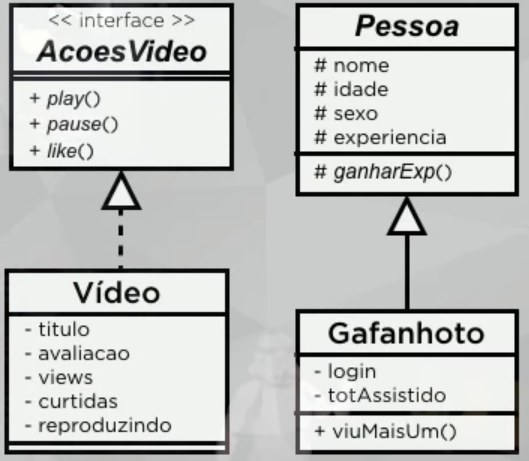 << interface >>
AcoesVideo
+ play()
+ pause()
+ like()
Vídeo
- titulo
- avaliacao
- views
- curtidas
- reproduzindo
Pessoa
# nome
# idade
# sexo
# experiencia
# ganharExp()
Gafanhoto
- login
- totAssistido
+ viuMaisUm()